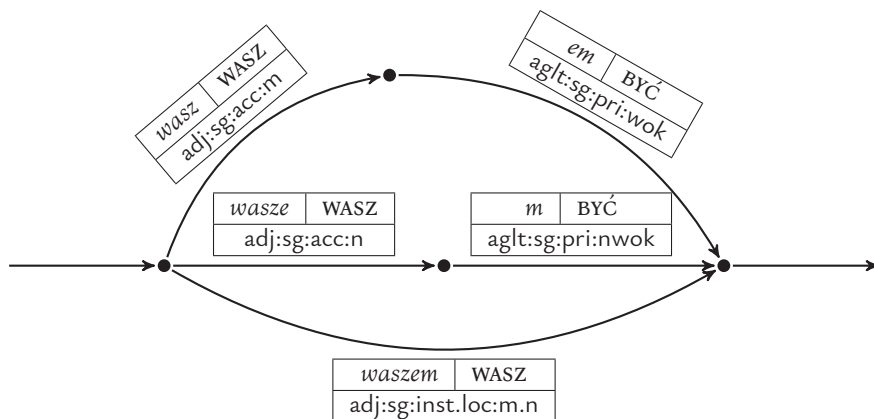 wasz WASZ
adj:sg:acc:m
em BYĆ
aglt:sg:pri:wok
wasze WASZ
adj:sg:acc:n
m BYĆ
aglt:sg:pri:nwok
waszem WASZ
adj:sg:inst.loc:m.n